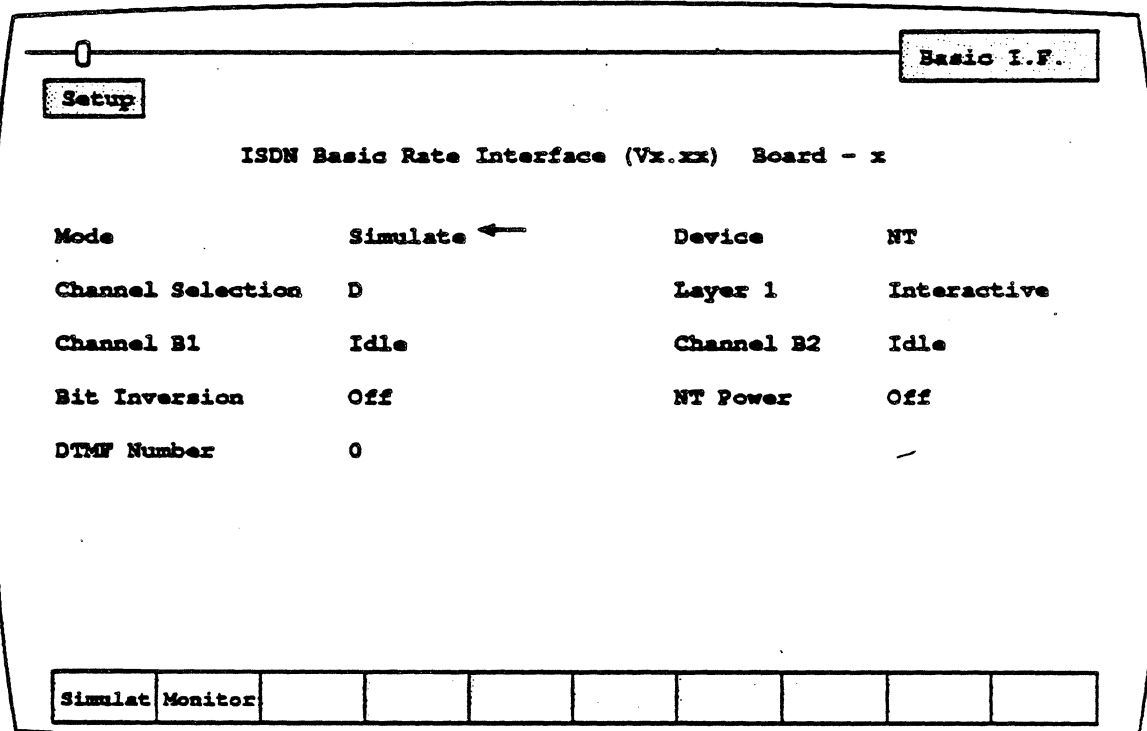 Basic I.F.
Setup
ISDN Basic Rate Interface (Vx.xx) Board - x
Mode Simulate Device NT
Channel Selection D Layer 1 Interactive
Channel B1 Idle Channel B2 Idle
Bit Inversion Off NT Power Off
DTMF Number 0
Simulat Monitor